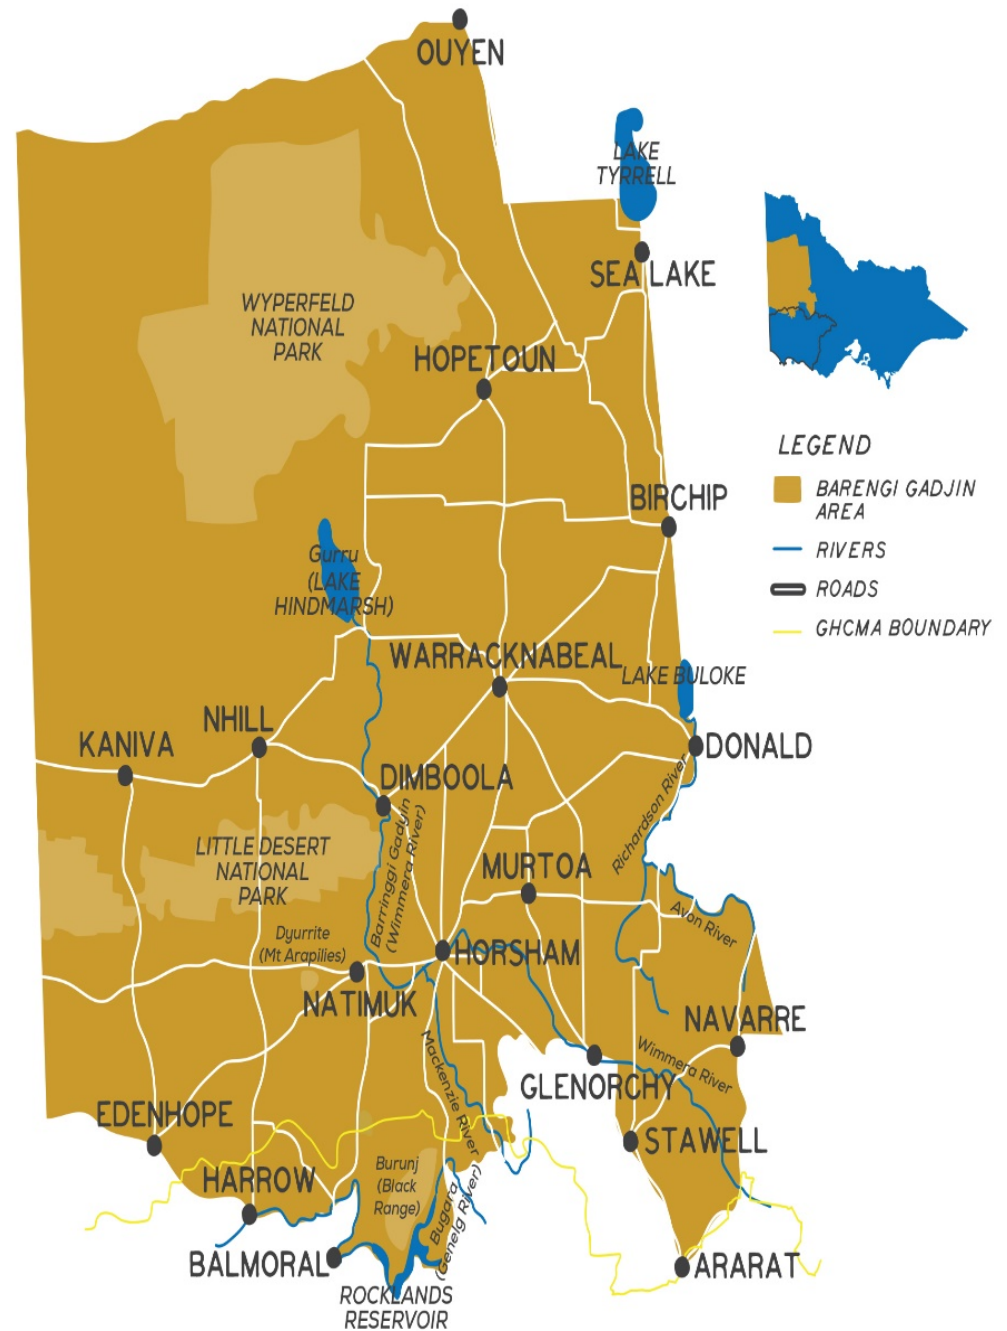 OUYEN
LAKE
TYRRELL
SEA LAKE
WYPERFELD
NATIONAL
PARK
HOPETOUN
LEGEND
BARENGI GADJIN
AREA
RIVERS
ROADS
GHCMA BOUNDARY
BIRCHIP
Gurru
(LAKE
HINDMARSH)
WARRACKNABEAL
LAKE BULOKE
NHILL
KANIVA
DONALD
DIMBOOLA
Richardson River
Barringgi Gadyin
(Wimmera River)
LITTLE DESERT
NATIONAL
PARK
MURTOA
Avon River
Dyurrite
(Mt Arapilies)
HORSHAM
NATIMUK
NAVARRE
Mackenzie River
Wimmera River
GLENORCHY
EDENHOPE
STAWELL
HARROW
Burunj
(Black
Range)
Bugara
(Genelg River)
BALMORAL
ARARAT
ROCKLANDS
RESERVOIR